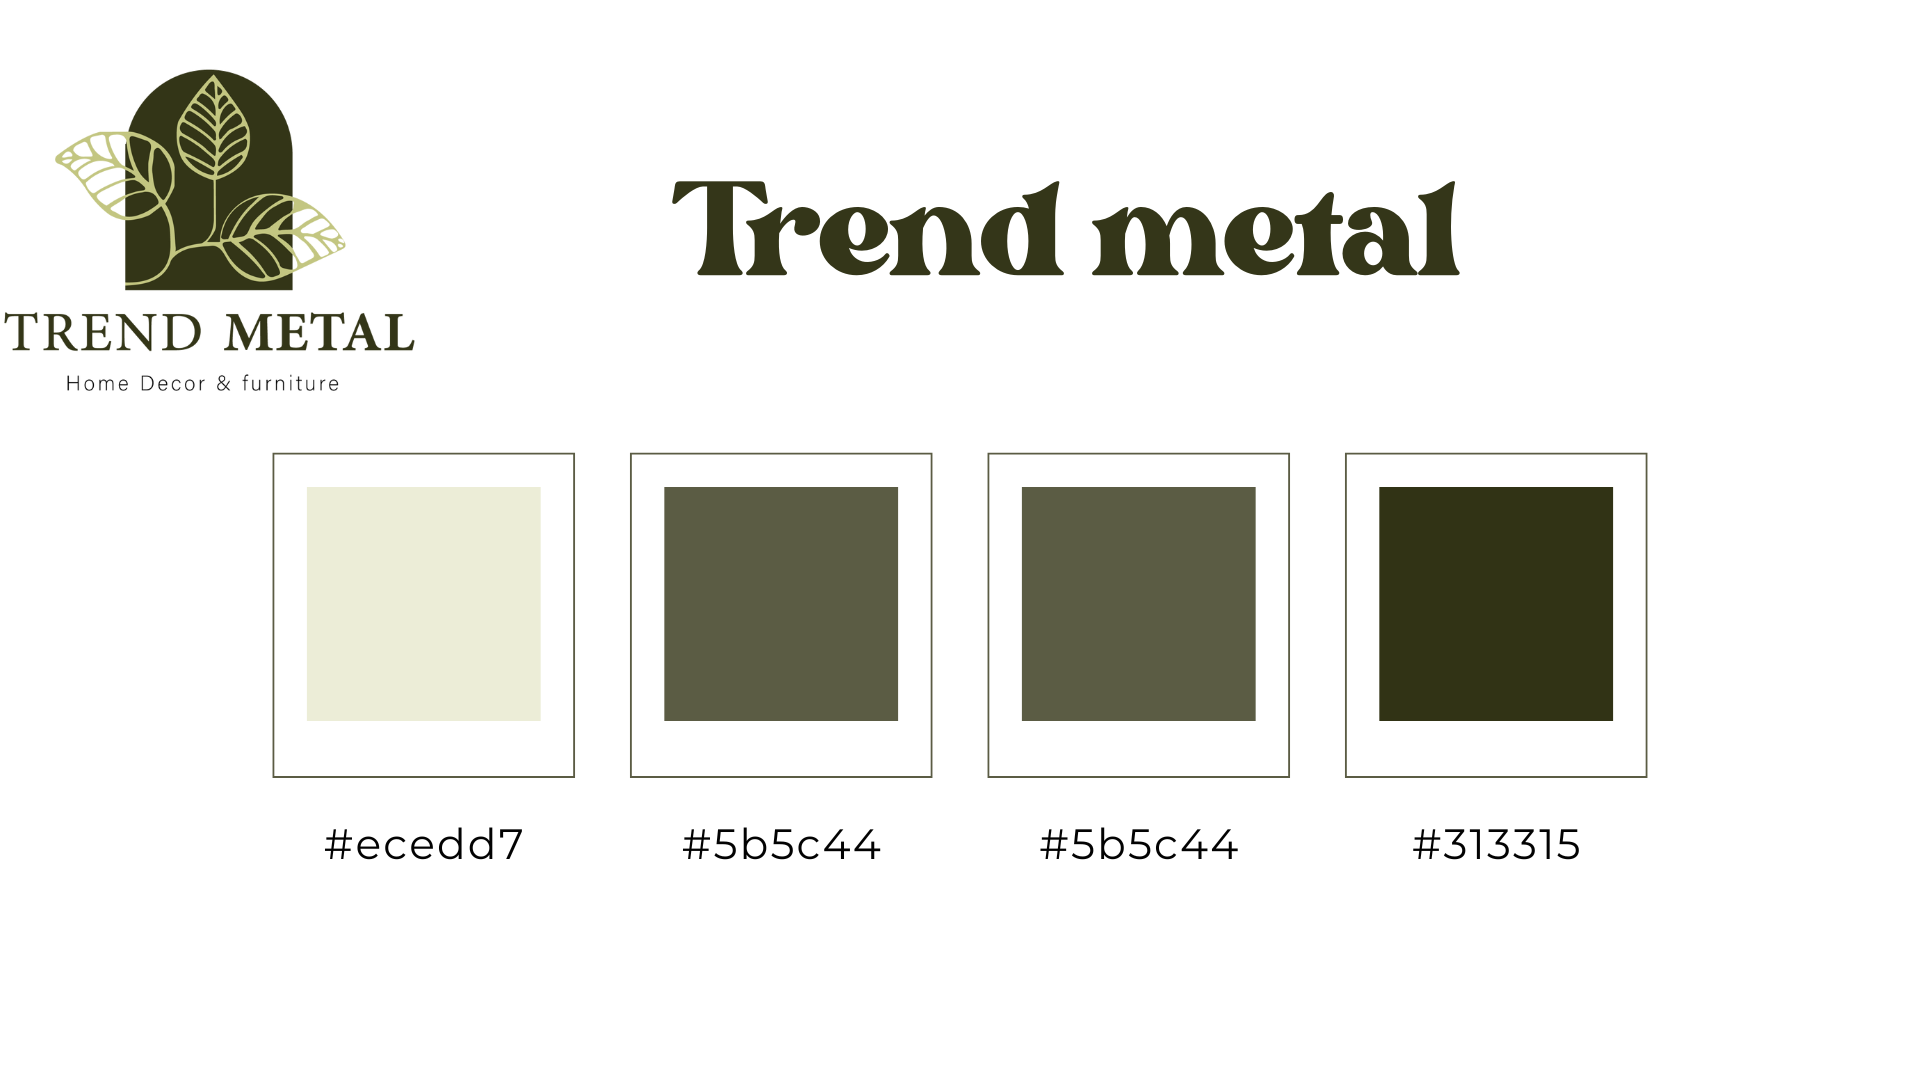 TREND METAL
Home Decor & furniture
Trend metal
#ecedd7
#5b5c44
#5b5c44
#313315